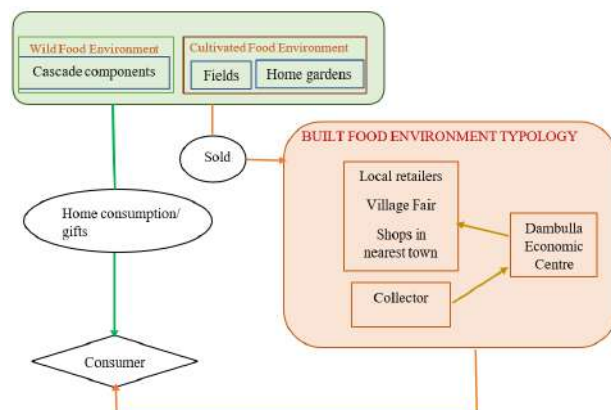 Wild Food Environment
Cascade components
Cultivated Food Environment
Fields
Home gardens
Sold
BUILT FOOD ENVIRONMENT TYPOLOGY
Local retailers
Village Fair
Shops in
nearest town
Dambulla
Economic
Centre
Collector
Home consumption/
gifts
Consumer